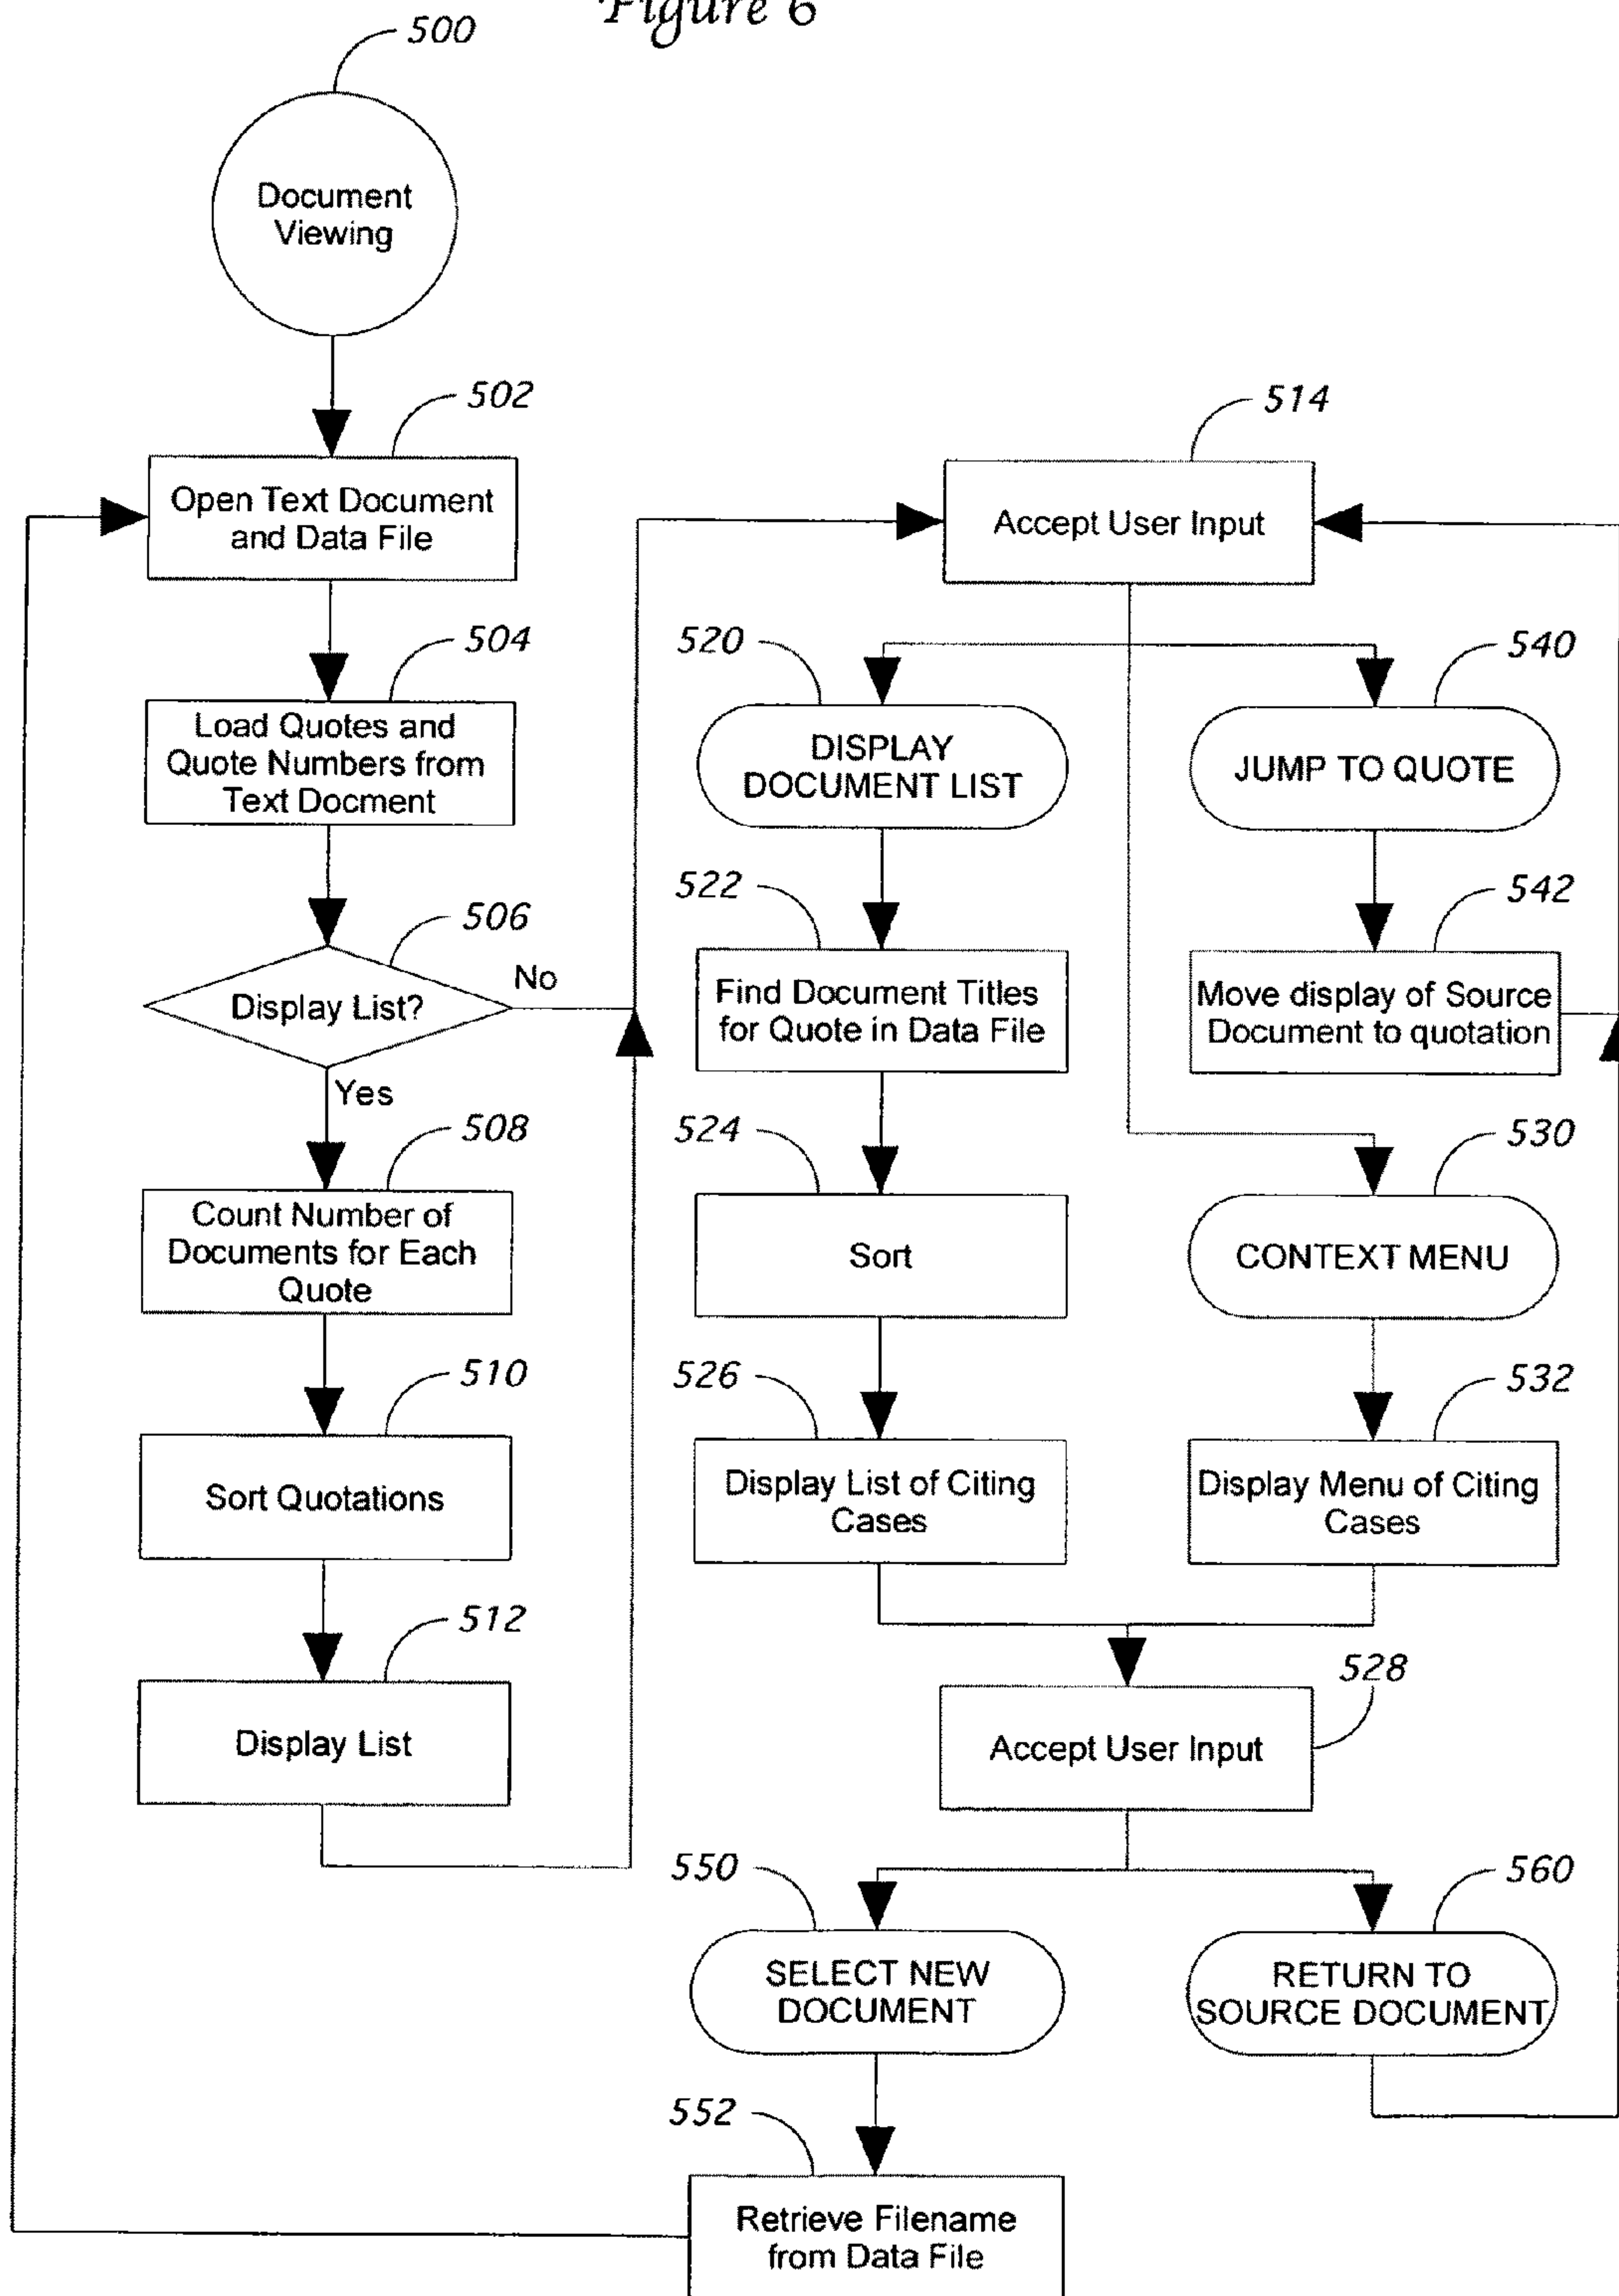 Figure 6
500
Document
Viewing
502
Open Text Document
and Data File
504
Load Quotes and
Quote Numbers from
Text Docment
506
Display List?
No
Yes
508
Count Number of
Documents for Each
Quote
510
Sort Quotations
512
Display List
514
Accept User Input
520
DISPLAY
DOCUMENT LIST
540
JUMP TO QUOTE
522
Find Document Titles
for Quote in Data File
542
Move display of Source
Document to quotation
524
Sort
530
CONTEXT MENU
526
Display List of Citing
Cases
532
Display Menu of Citing
Cases
528
Accept User Input
550
SELECT NEW
DOCUMENT
560
RETURN TO
SOURCE DOCUMENT
552
Retrieve Filename
from Data File